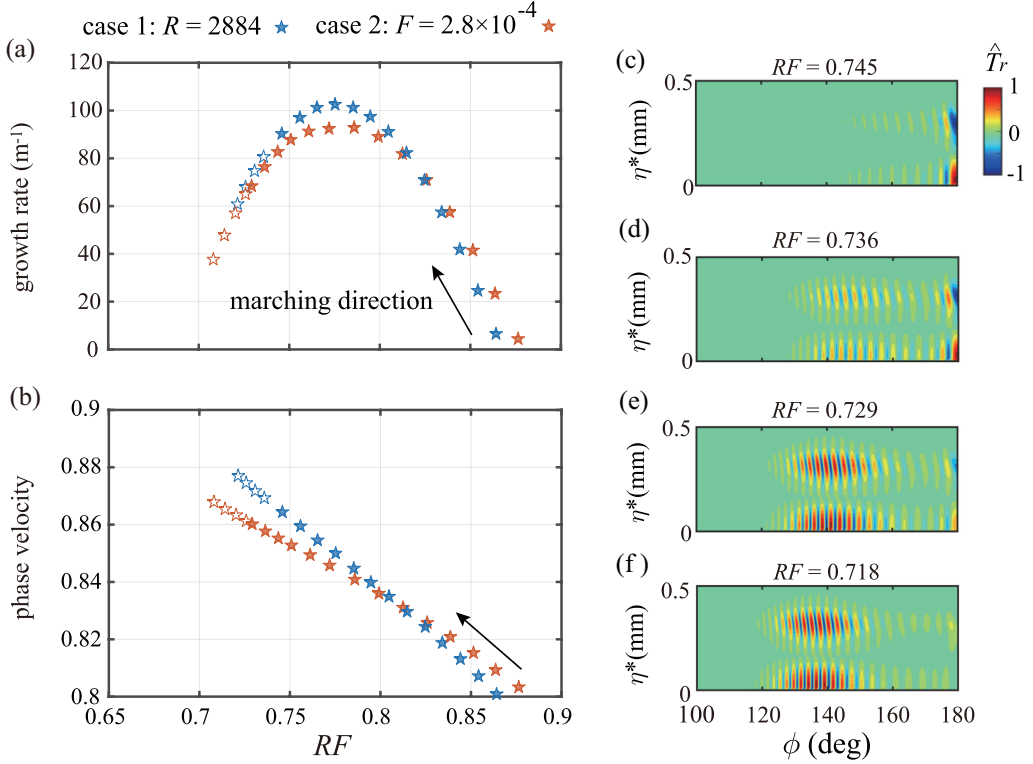 case 1: R = 2884 case 2: F = 2.8×10⁻⁴
(a)
120
100
80
60
40
20
0
growth rate (m⁻¹)
marching direction
(b)
0.9
0.88
0.86
0.84
0.82
0.8
phase velocity
0.65 0.7 0.75 0.8 0.85 0.9
RF
(c)
RF = 0.745
0.5
0
η*(mm)
T̂r
1
0
-1
(d)
RF = 0.736
0.5
0
η*(mm)
(e)
RF = 0.729
0.5
0
η*(mm)
(f)
RF = 0.718
0.5
0
η*(mm)
100 120 140 160 180
ϕ (deg)